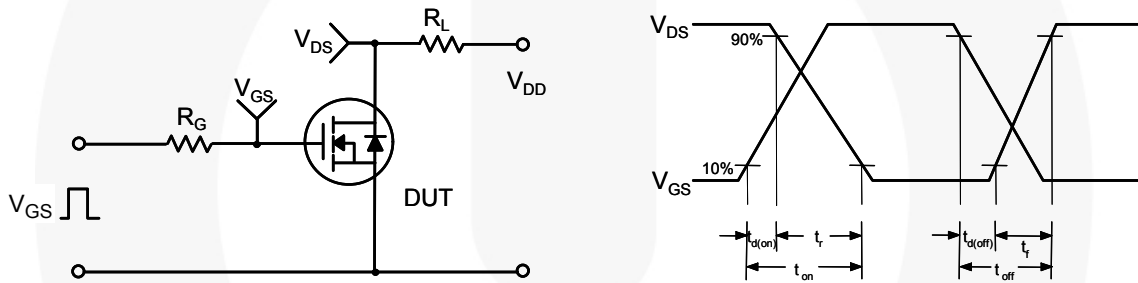 R_L
V_DS
V_DD
V_GS
R_G
V_GS
DUT
V_DS
90%
10%
V_GS
t_d(on)
t_r
t_on
t_d(off)
t_f
t_off